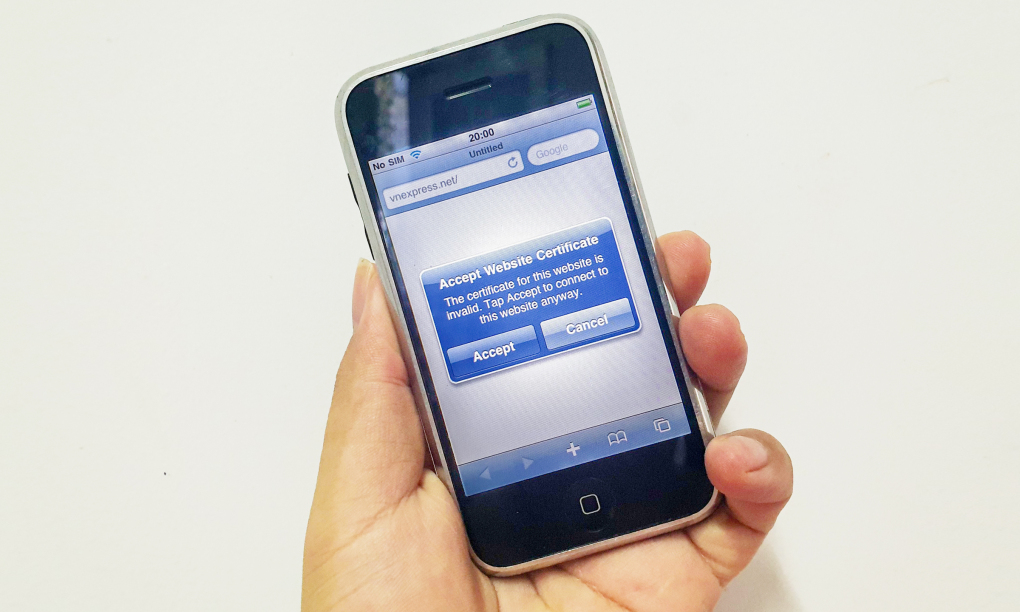 No SIM 20:00
Untitled
vnexpress.net/ Google
Accept Website Certificate
The certificate for this website is
invalid. Tap Accept to connect to
this website anyway.
Accept Cancel